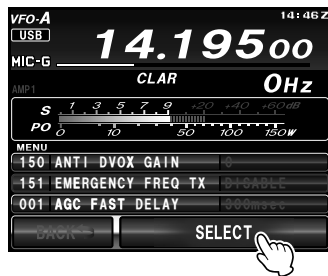 VFO-A 14:46Z
USB
14.19500
MIC-G
CLAR 0Hz
AMP1
S 1 3 5 7 9 +20 +40 +60dB
PO 0 10 50 100 150W
MENU
150 ANTI DVOX GAIN 0
151 EMERGENCY FREQ TX DISABLE
001 AGC FAST DELAY 300msec
BACK SELECT